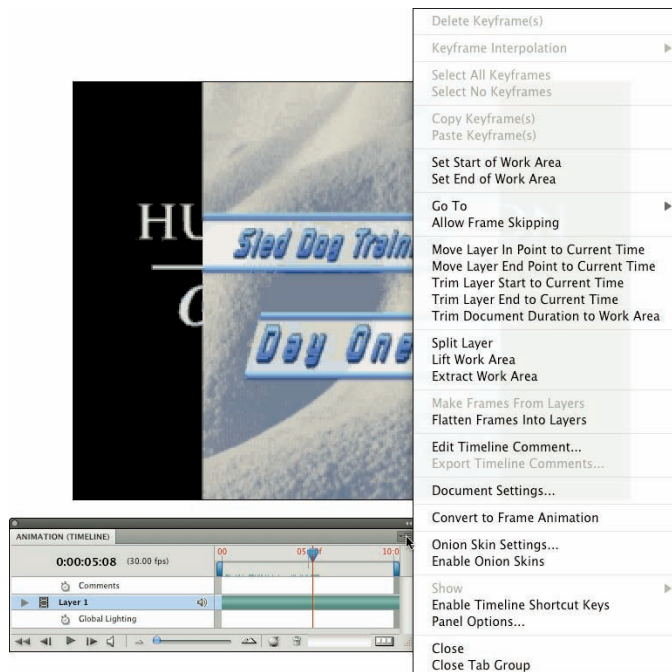 Delete Keyframe(s)
Keyframe Interpolation
Select All Keyframes
Select No Keyframes
Copy Keyframe(s)
Paste Keyframe(s)
Set Start of Work Area
Set End of Work Area
Go To
Allow Frame Skipping
Move Layer In Point to Current Time
Move Layer End Point to Current Time
Trim Layer Start to Current Time
Trim Layer End to Current Time
Trim Document Duration to Work Area
Split Layer
Lift Work Area
Extract Work Area
Make Frames From Layers
Flatten Frames Into Layers
Edit Timeline Comment...
Export Timeline Comments...
Document Settings...
Convert to Frame Animation
Onion Skin Settings...
Enable Onion Skins
Show
Enable Timeline Shortcut Keys
Panel Options...
Close
Close Tab Group
HU
Sled Dog Train
G
Day One
ANIMATION (TIMELINE)
0:00:05:08 (30.00 fps)
00 05 f 10:0
Comments
Layer 1
Global Lighting